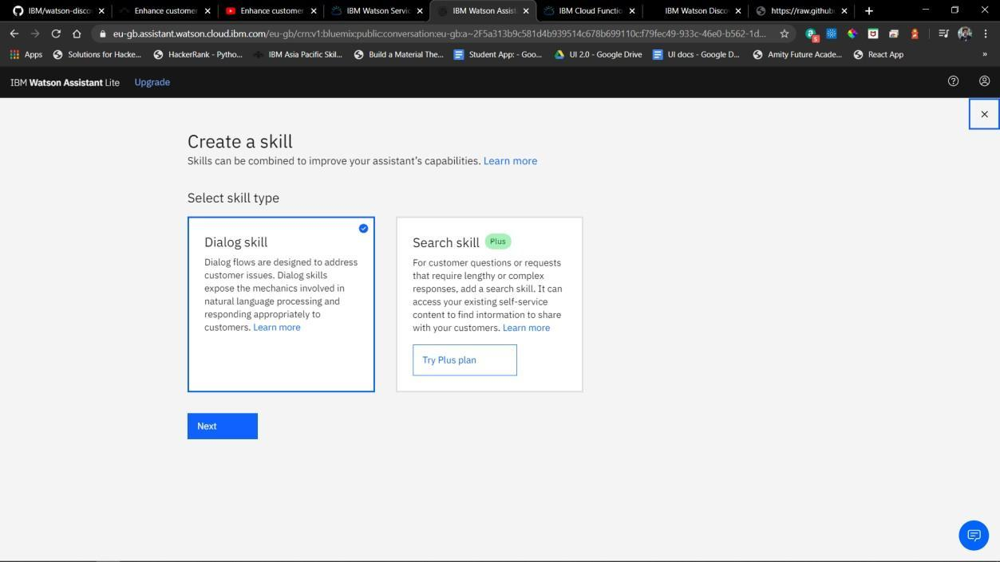 IBM/watson-disco
Enhance customer
Enhance customer
IBM Watson Servic
IBM Watson Assist
IBM Cloud Functio
IBM Watson Disco
https://raw.github
eu-gb.assistant.watson.cloud.ibm.com/eu-gb/crn:v1:bluemix:public:conversation:eu-gb:a~2F5a313b9c581d4b939514c678b699110c:f79fec49-933c-46e0-b562-1d...
Apps
Solutions for Hacke...
HackerRank - Pytho...
IBM Asia Pacific Skil...
Build a Material The...
Student App: - Goo...
UI 2.0 - Google Drive
UI docs - Google D...
Amity Future Acade...
React App
»
IBM Watson Assistant Lite
Upgrade
Create a skill
Skills can be combined to improve your assistant's capabilities. Learn more
Select skill type
Dialog skill
Dialog flows are designed to address
customer issues. Dialog skills
expose the mechanics involved in
natural language processing and
responding appropriately to
customers. Learn more
Search skill Plus
For customer questions or requests
that require lengthy or complex
responses, add a search skill. It can
access your existing self-service
content to find information to share
with your customers. Learn more
Try Plus plan
Next